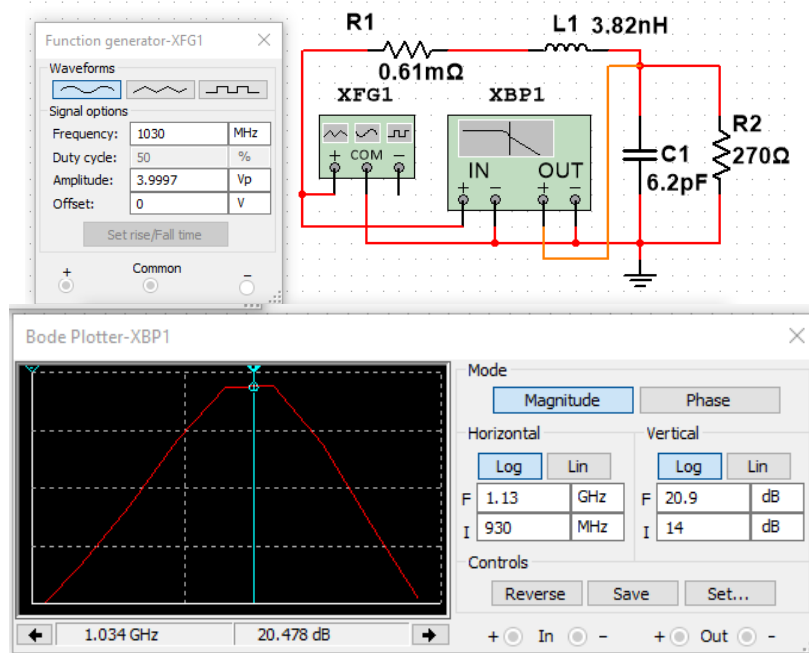 Function generator-XFG1
Waveforms
Signal options
Frequency: 1030 MHz
Duty cycle: 50 %
Amplitude: 3.9997 Vp
Offset: 0 V
Set rise/Fall time
+ Common −
R1
0.61mΩ
L1 3.82nH
XFG1
+ COM −
XBP1
IN OUT
+ − + −
C1
6.2pF
R2
270Ω
Bode Plotter-XBP1
Mode
Magnitude Phase
Horizontal Vertical
Log Lin Log Lin
F 1.13 GHz F 20.9 dB
I 930 MHz I 14 dB
Controls
Reverse Save Set...
1.034 GHz 20.478 dB
+ In − + Out -